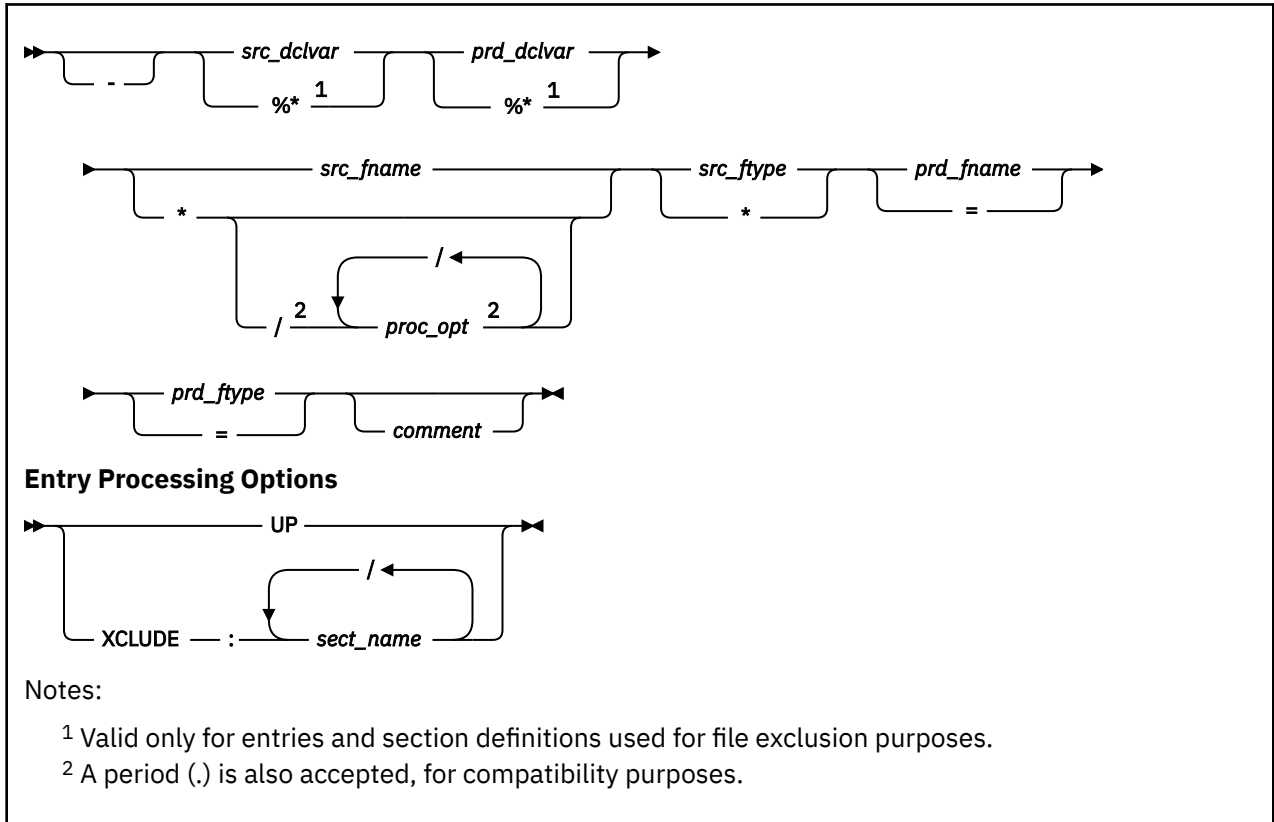 src_dclvar prd_dclvar
- %* 1 %* 1
src_fname src_ftype prd_fname
* * =
/
/ 2 proc_opt 2
prd_ftype
= comment
Entry Processing Options
UP
/
XCLUDE : sect_name
Notes:
1 Valid only for entries and section definitions used for file exclusion purposes.
2 A period (.) is also accepted, for compatibility purposes.